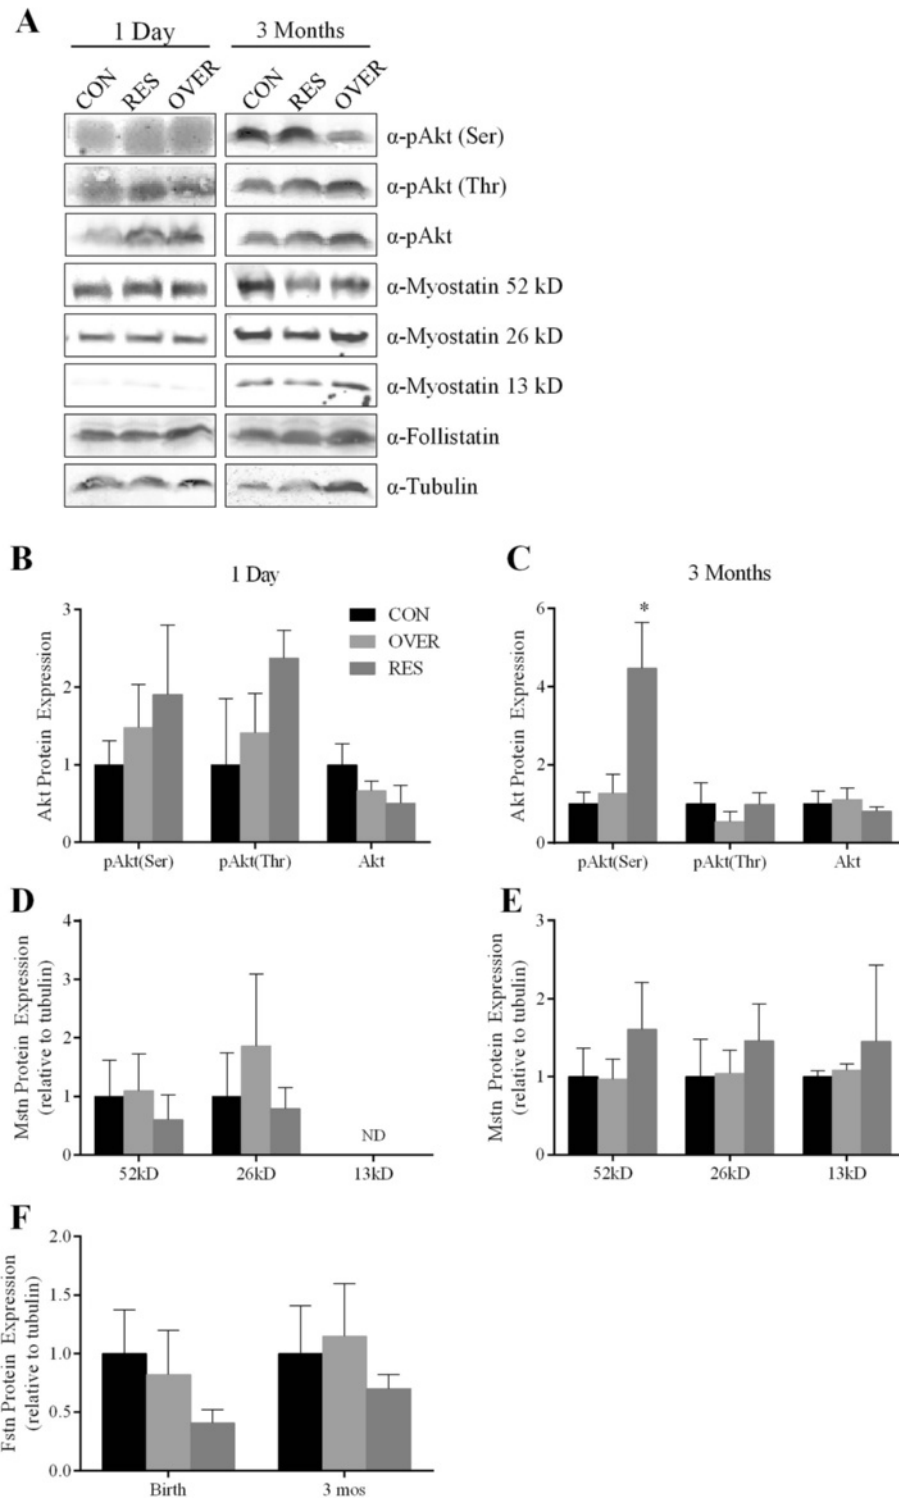 A
1 Day
3 Months
CON RES OVER
CON RES OVER
α-pAkt (Ser)
α-pAkt (Thr)
α-pAkt
α-Myostatin 52 kD
α-Myostatin 26 kD
α-Myostatin 13 kD
α-Follistatin
α-Tubulin
B
1 Day
Akt Protein Expression
3
2
1
0
CON
OVER
RES
pAkt(Ser) pAkt(Thr) Akt
C
3 Months
Akt Protein Expression
6
4
2
0
*
pAkt(Ser) pAkt(Thr) Akt
D
Mstn Protein Expression
(relative to tubulin)
4
3
2
1
0
ND
52kD 26kD 13kD
E
Mstn Protein Expression
(relative to tubulin)
3
2
1
0
52kD 26kD 13kD
F
Fstn Protein Expression
(relative to tubulin)
2.0
1.5
1.0
0.5
0.0
Birth 3 mos